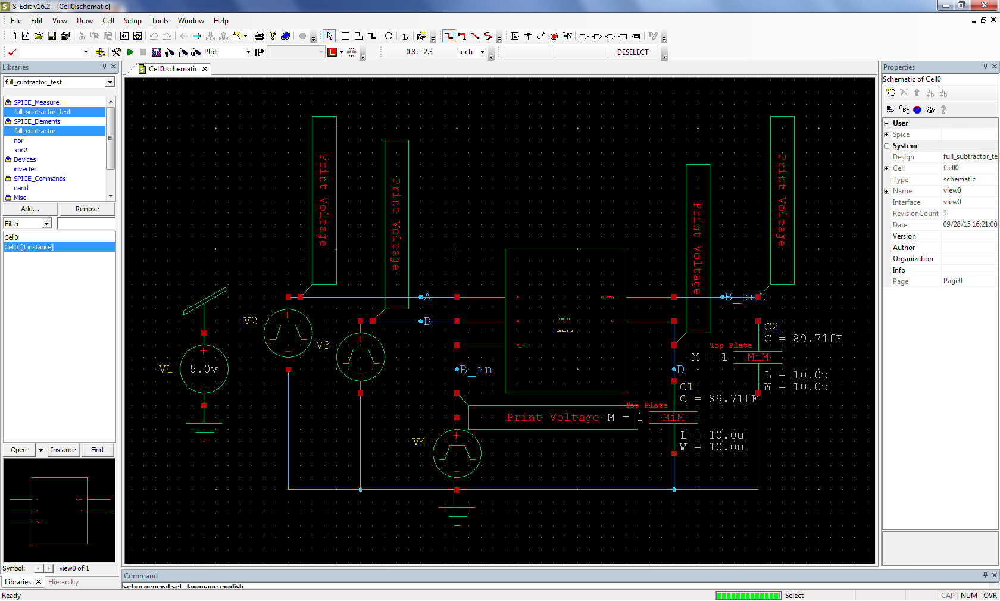 S-Edit v16.2 - [Cell0:schematic]
File Edit View Draw Cell Setup Tools Window Help
Plot
0.8 : -2.3
inch
DESELECT
Libraries
full_subtractor_test
SPICE_Measure
full_subtractor_test
SPICE_Elements
full_subtractor
nor
xor2
Devices
inverter
SPICE_Commands
nand
Misc
Add...
Remove
Filter
Cell0
Cell0 [1 instance]
Open
Instance
Find
Symbol:
view0 of 1
Libraries
Hierarchy
Cell0:schematic
Print Voltage
Print Voltage
Print Voltage
Print Voltage
A
B_out
V2
B
V3
C2
C = 89.71fF
Top Plate
M = 1
MiM
V1
5.0v
B_in
D
L = 10.0u
W = 10.0u
C1
C = 89.71fF
Top Plate
Print Voltage
M = 1
MiM
V4
L = 10.0u
W = 10.0u
A
B_out
B
Cell0
Cell0_1
B_in
Properties
Schematic of Cell0
User
Spice
System
Design full_subtractor_te
Cell Cell0
Type schematic
Name view0
Interface view0
RevisionCount 1
Date 09/28/15 16:21:00
Version
Author
Organization
Info
Page Page0
Command
setup general set -language english
Ready
Select
CAP NUM OVR